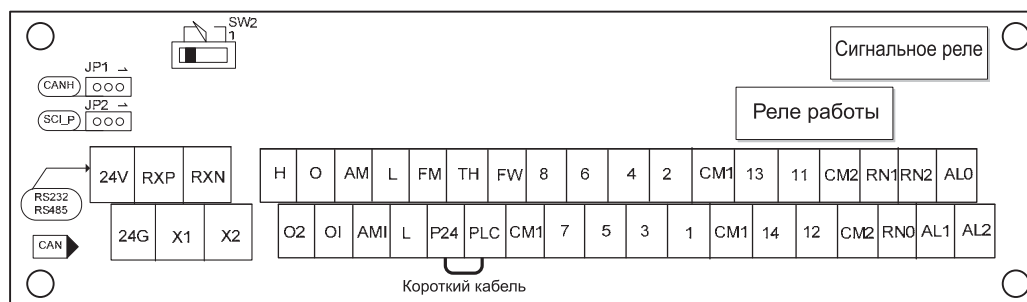 SW2
1
Сигнальное реле
JP1 1
CANH
JP2 1
SCI_P
Реле работы
24V RXP RXN
H O AM L FM TH FW 8 6 4 2 CM1 13 11 CM2 RN1 RN2 AL0
RS232
RS485
24G X1 X2
O2 OI AMI L P24 PLC CM1 7 5 3 1 CM1 14 12 CM2 RN0 AL1 AL2
CAN
Короткий кабель